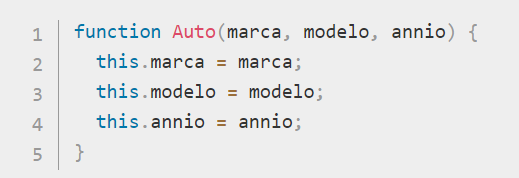 1 function Auto(marca, modelo, annio) {
2   this.marca = marca;
3   this.modelo = modelo;
4   this.annio = annio;
5 }